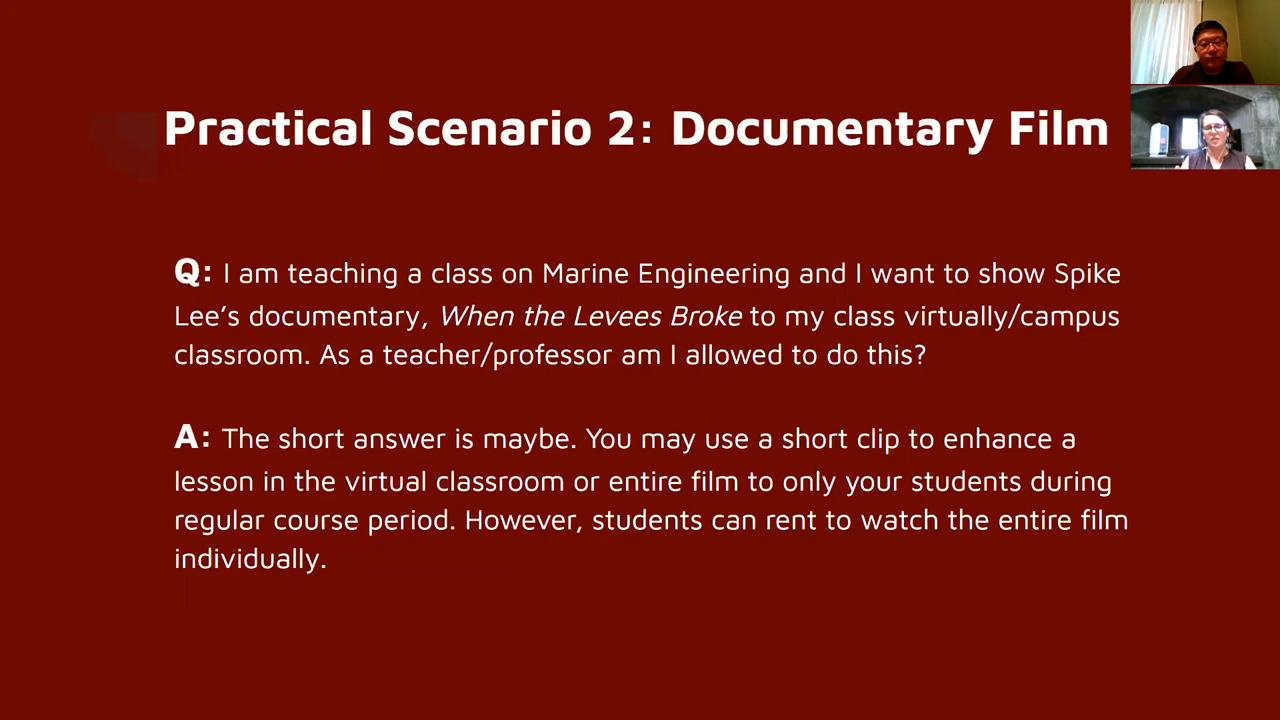 Practical Scenario 2: Documentary Film
Q: I am teaching a class on Marine Engineering and I want to show Spike
Lee’s documentary, When the Levees Broke to my class virtually/campus
classroom. As a teacher/professor am I allowed to do this?
A: The short answer is maybe. You may use a short clip to enhance a
lesson in the virtual classroom or entire film to only your students during
regular course period. However, students can rent to watch the entire film
individually.